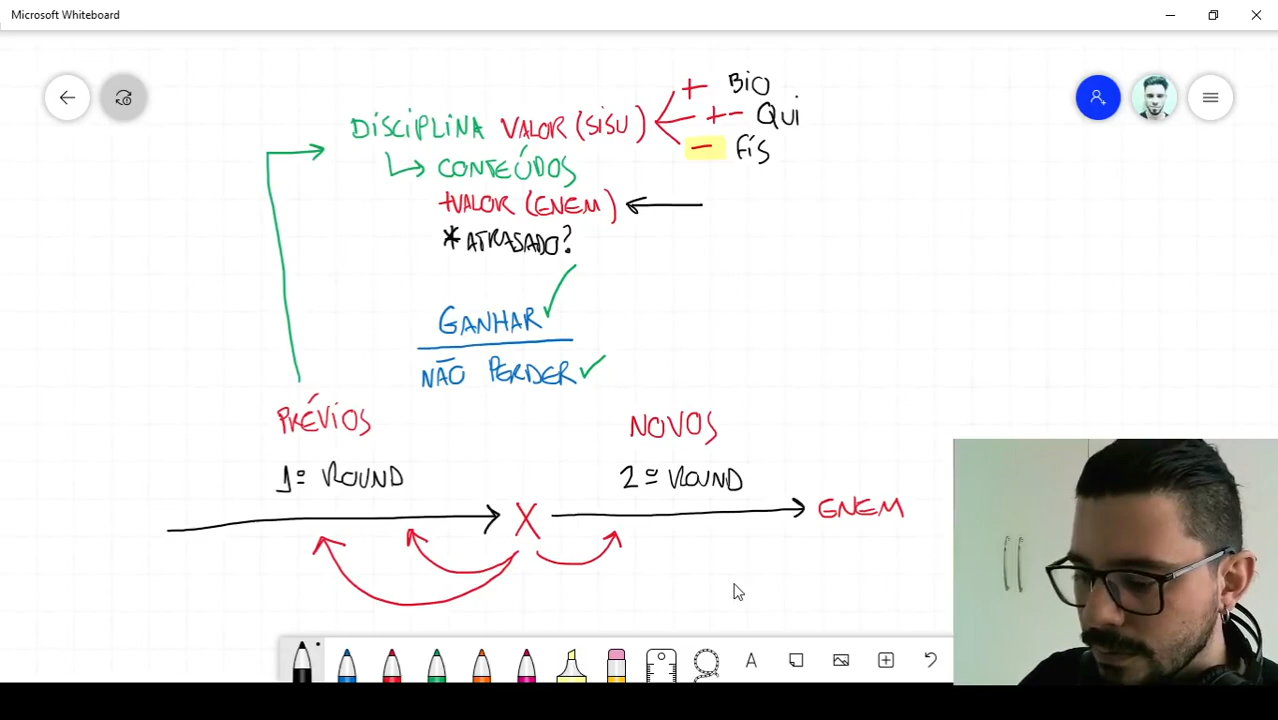 Microsoft Whiteboard
+ BIO
DISCIPLINA VALOR (SISU) +- QUI
- FÍS
CONTEÚDOS
+VALOR (ENEM)
*ATRASADO?
GANHAR
NÃO PERDER
PRÉVIOS
NOVOS
1º ROUND
2º ROUND
X
ENEM
A